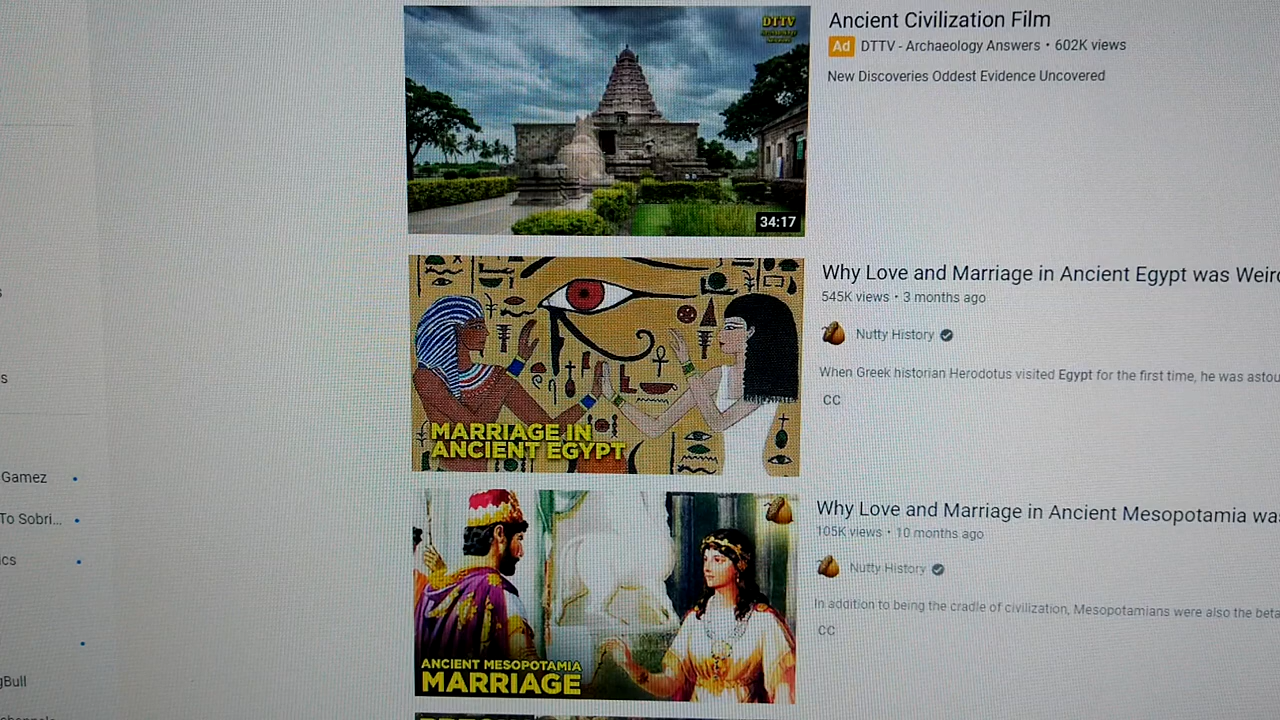 DTTV
Ancient Civilization Film
Ad DTTV - Archaeology Answers • 602K views
New Discoveries Oddest Evidence Uncovered
34:17
Why Love and Marriage in Ancient Egypt was Weird
545K views • 3 months ago
Nutty History
When Greek historian Herodotus visited Egypt for the first time, he was astou
CC
MARRIAGE IN
ANCIENT EGYPT
s
s
Gamez
To Sobri...
cs
gBull
Why Love and Marriage in Ancient Mesopotamia was
105K views • 10 months ago
Nutty History
In addition to being the cradle of civilization, Mesopotamians were also the beta
CC
ANCIENT MESOPOTAMIA
MARRIAGE